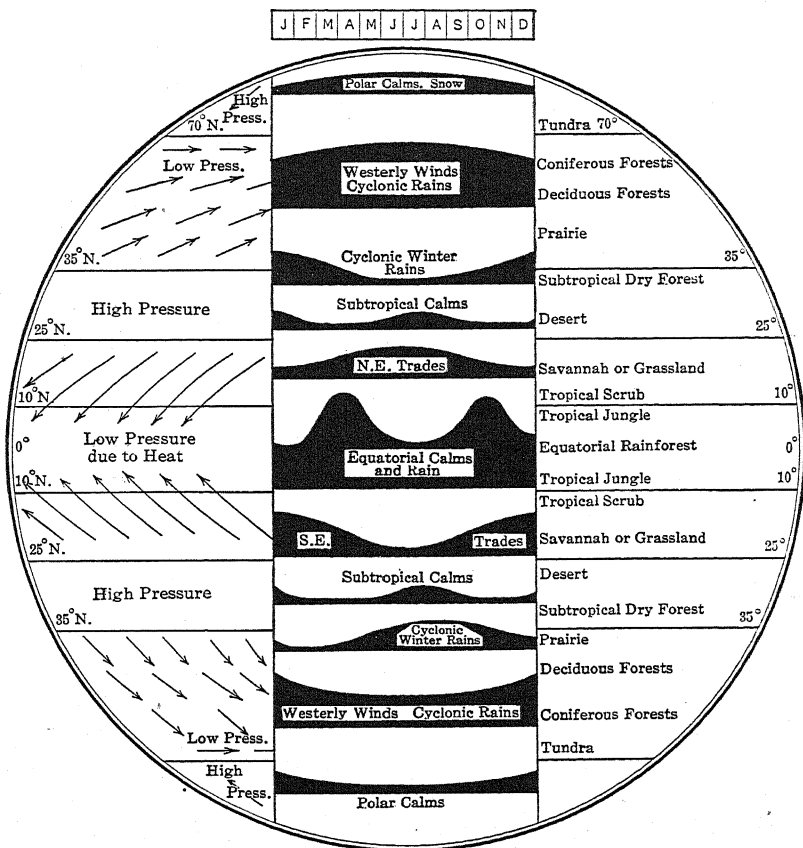 J F M A M J J A S O N D
Polar Calms. Snow
High
Press.
70° N.
Tundra 70°
Low Press.
Westerly Winds
Cyclonic Rains
Coniferous Forests
Deciduous Forests
Prairie
35° N.
35°
Cyclonic Winter
Rains
Subtropical Dry Forest
High Pressure
Subtropical Calms
Desert
25° N.
25°
N.E. Trades
Savannah or Grassland
10° N.
Tropical Scrub
10°
Tropical Jungle
Low Pressure
due to Heat
0°
Equatorial Calms
and Rain
Equatorial Rainforest
0°
10° N.
Tropical Jungle
10°
Tropical Scrub
S.E. Trades
Savannah or Grassland
25° N.
25°
High Pressure
Subtropical Calms
Desert
Subtropical Dry Forest
35° N.
35°
Cyclonic
Winter Rains
Prairie
Deciduous Forests
Westerly Winds Cyclonic Rains
Coniferous Forests
Low Press.
Tundra
High
Press.
Polar Calms